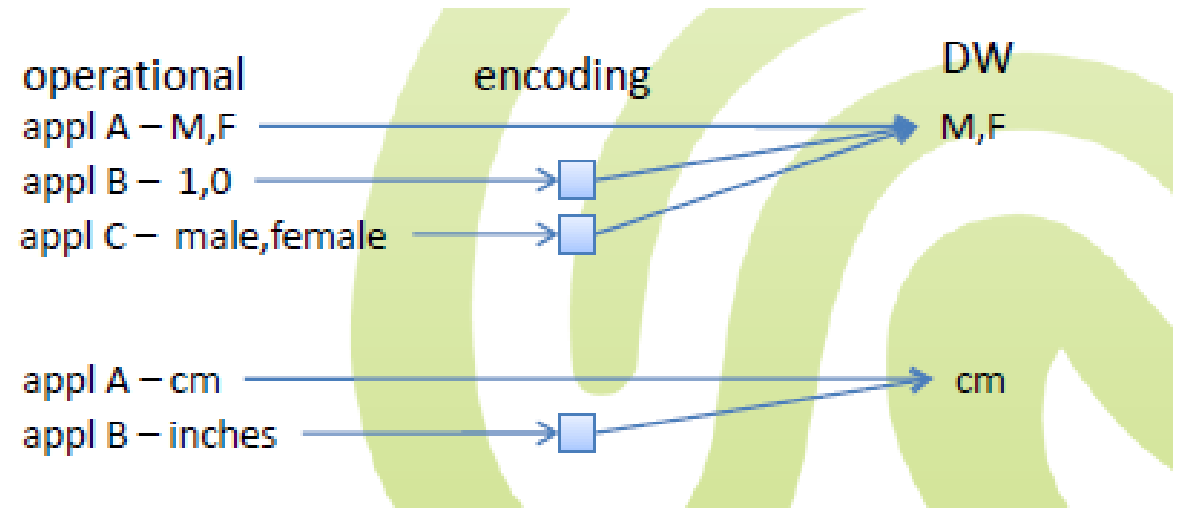 operational encoding DW
appl A – M,F M,F
appl B – 1,0
appl C – male,female
appl A – cm cm
appl B – inches